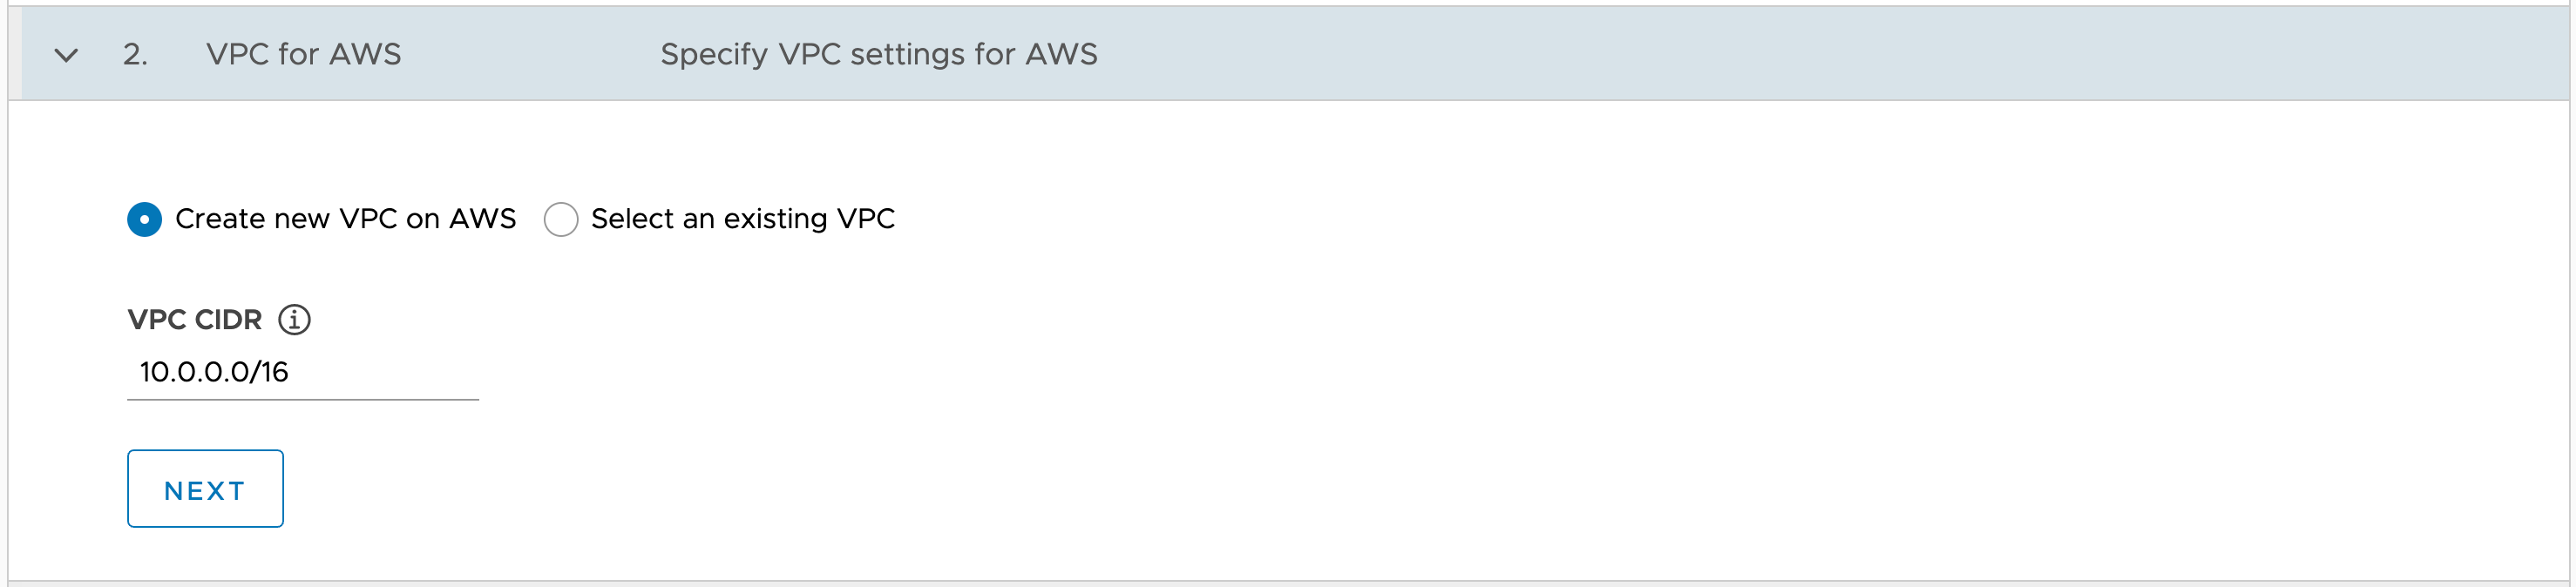 2. VPC for AWS Specify VPC settings for AWS
Create new VPC on AWS Select an existing VPC
VPC CIDR
10.0.0.0/16
NEXT